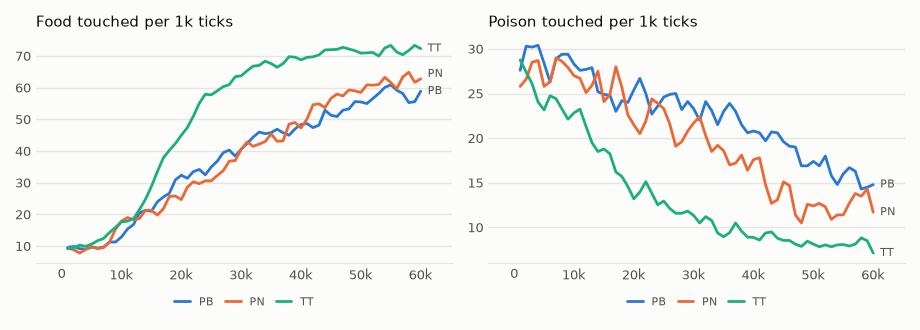 Food touched per 1k ticks
70
60
50
40
30
20
10
0 10k 20k 30k 40k 50k 60k
TT
PN
PB
PB PN TT
Poison touched per 1k ticks
30
25
20
15
10
0 10k 20k 30k 40k 50k 60k
PB
PN
TT
PB PN TT